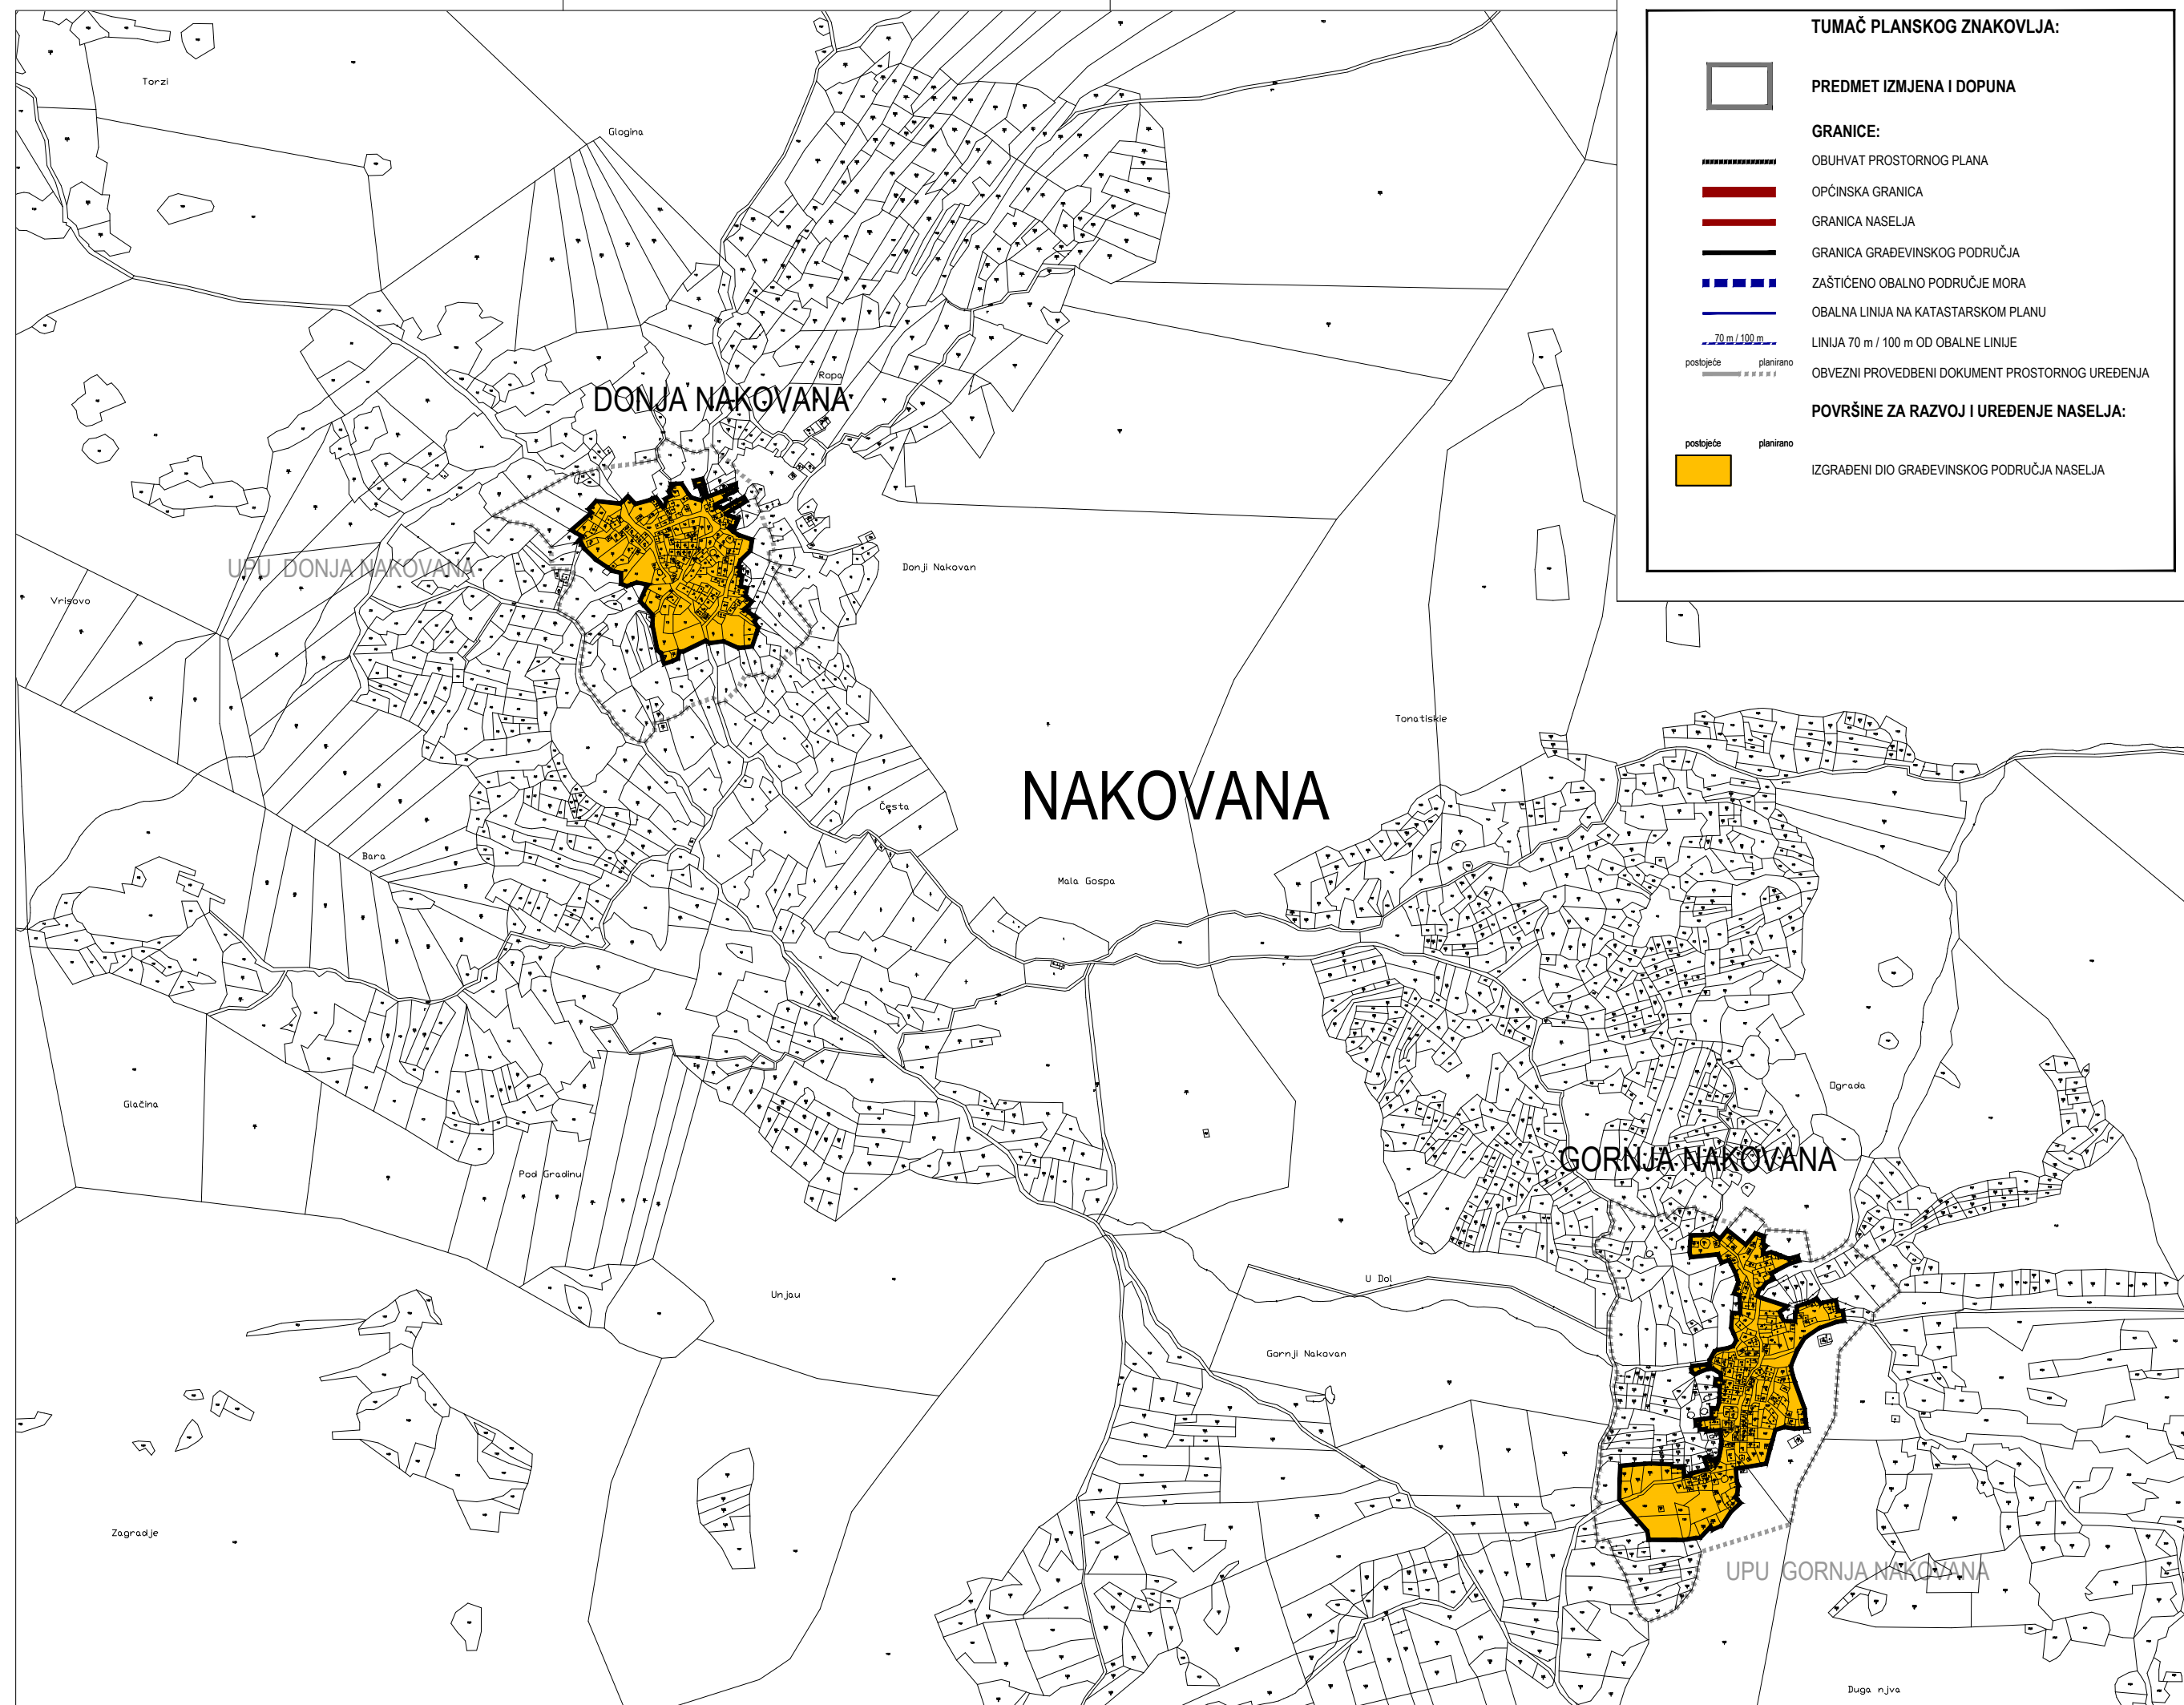 TUMAČ PLANSKOG ZNAKOVLJA:
PREDMET IZMJENA I DOPUNA
GRANICE:
OBUHVAT PROSTORNOG PLANA
OPĆINSKA GRANICA
GRANICA NASELJA
GRANICA GRAĐEVINSKOG PODRUČJA
ZAŠTIĆENO OBALNO PODRUČJE MORA
OBALNA LINIJA NA KATASTARSKOM PLANU
70 m / 100 m
LINIJA 70 m / 100 m OD OBALNE LINIJE
postojeće planirano
OBVEZNI PROVEDBENI DOKUMENT PROSTORNOG UREĐENJA
POVRŠINE ZA RAZVOJ I UREĐENJE NASELJA:
postojeće planirano
IZGRAĐENI DIO GRAĐEVINSKOG PODRUČJA NASELJA
Torzi
Glogina
Ropa
DONJA NAKOVANA
UPU DONJA NAKOVANA
Donji Nakovan
Vrisovo
Tonatiskie
NAKOVANA
Česta
Bara
Mala Gospa
Ograda
Glačina
GORNJA NAKOVANA
Pod Gradinu
U Dol
Unjau
Gornji Nakovan
Zagradje
UPU GORNJA NAKOVANA
Duga njva